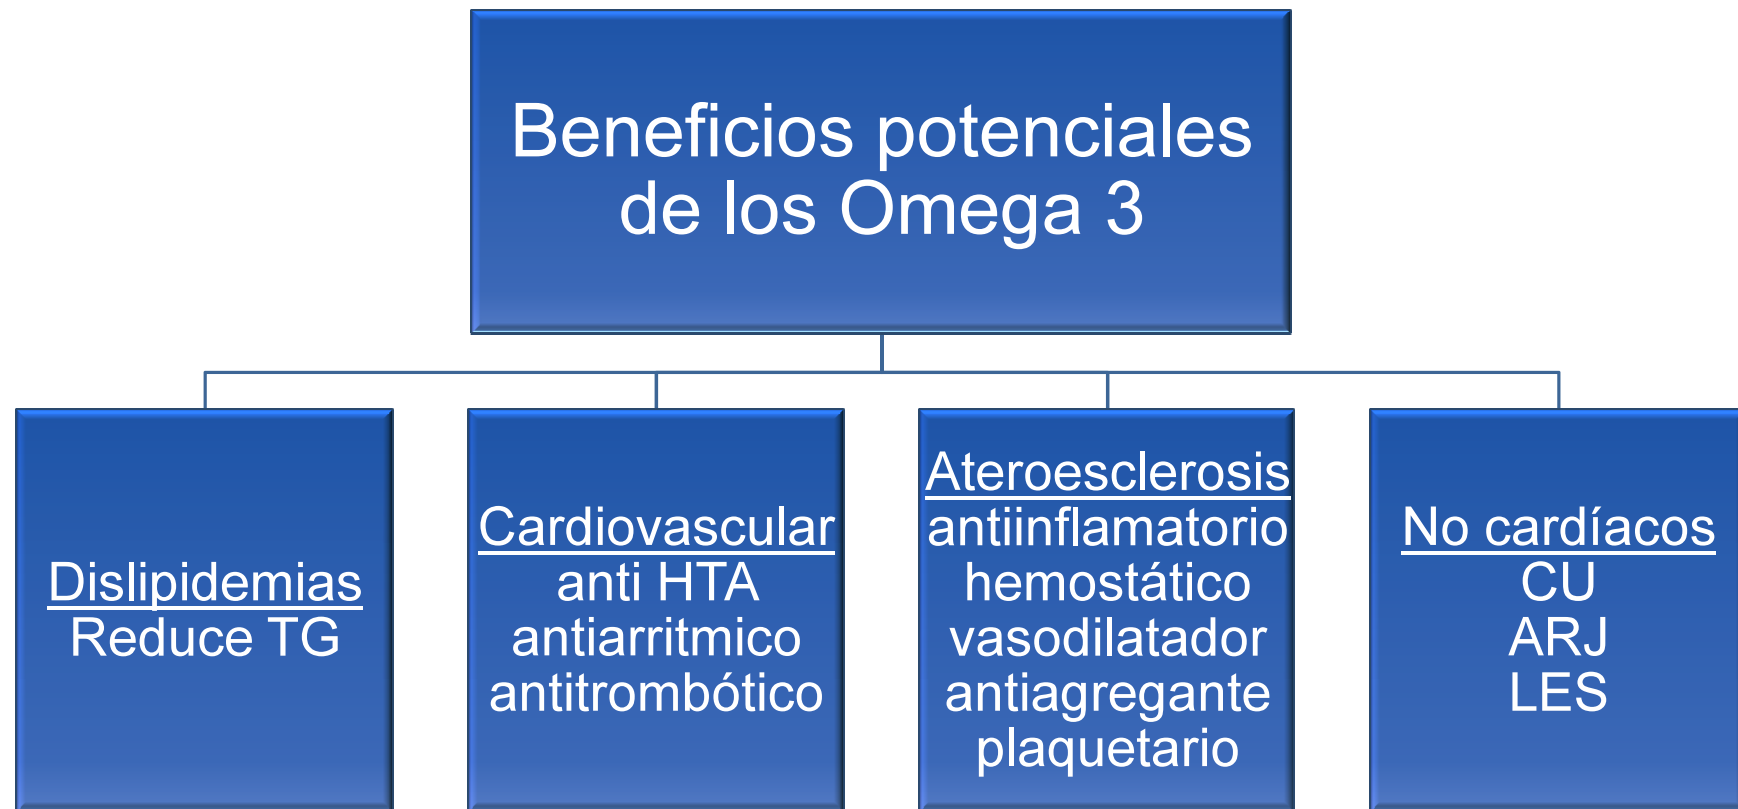 Beneficios potenciales
de los Omega 3
Dislipidemias
Reduce TG
Cardiovascular
anti HTA
antiarritmico
antitrombótico
Ateroesclerosis
antiinflamatorio
hemostático
vasodilatador
antiagregante
plaquetario
No cardíacos
CU
ARJ
LES